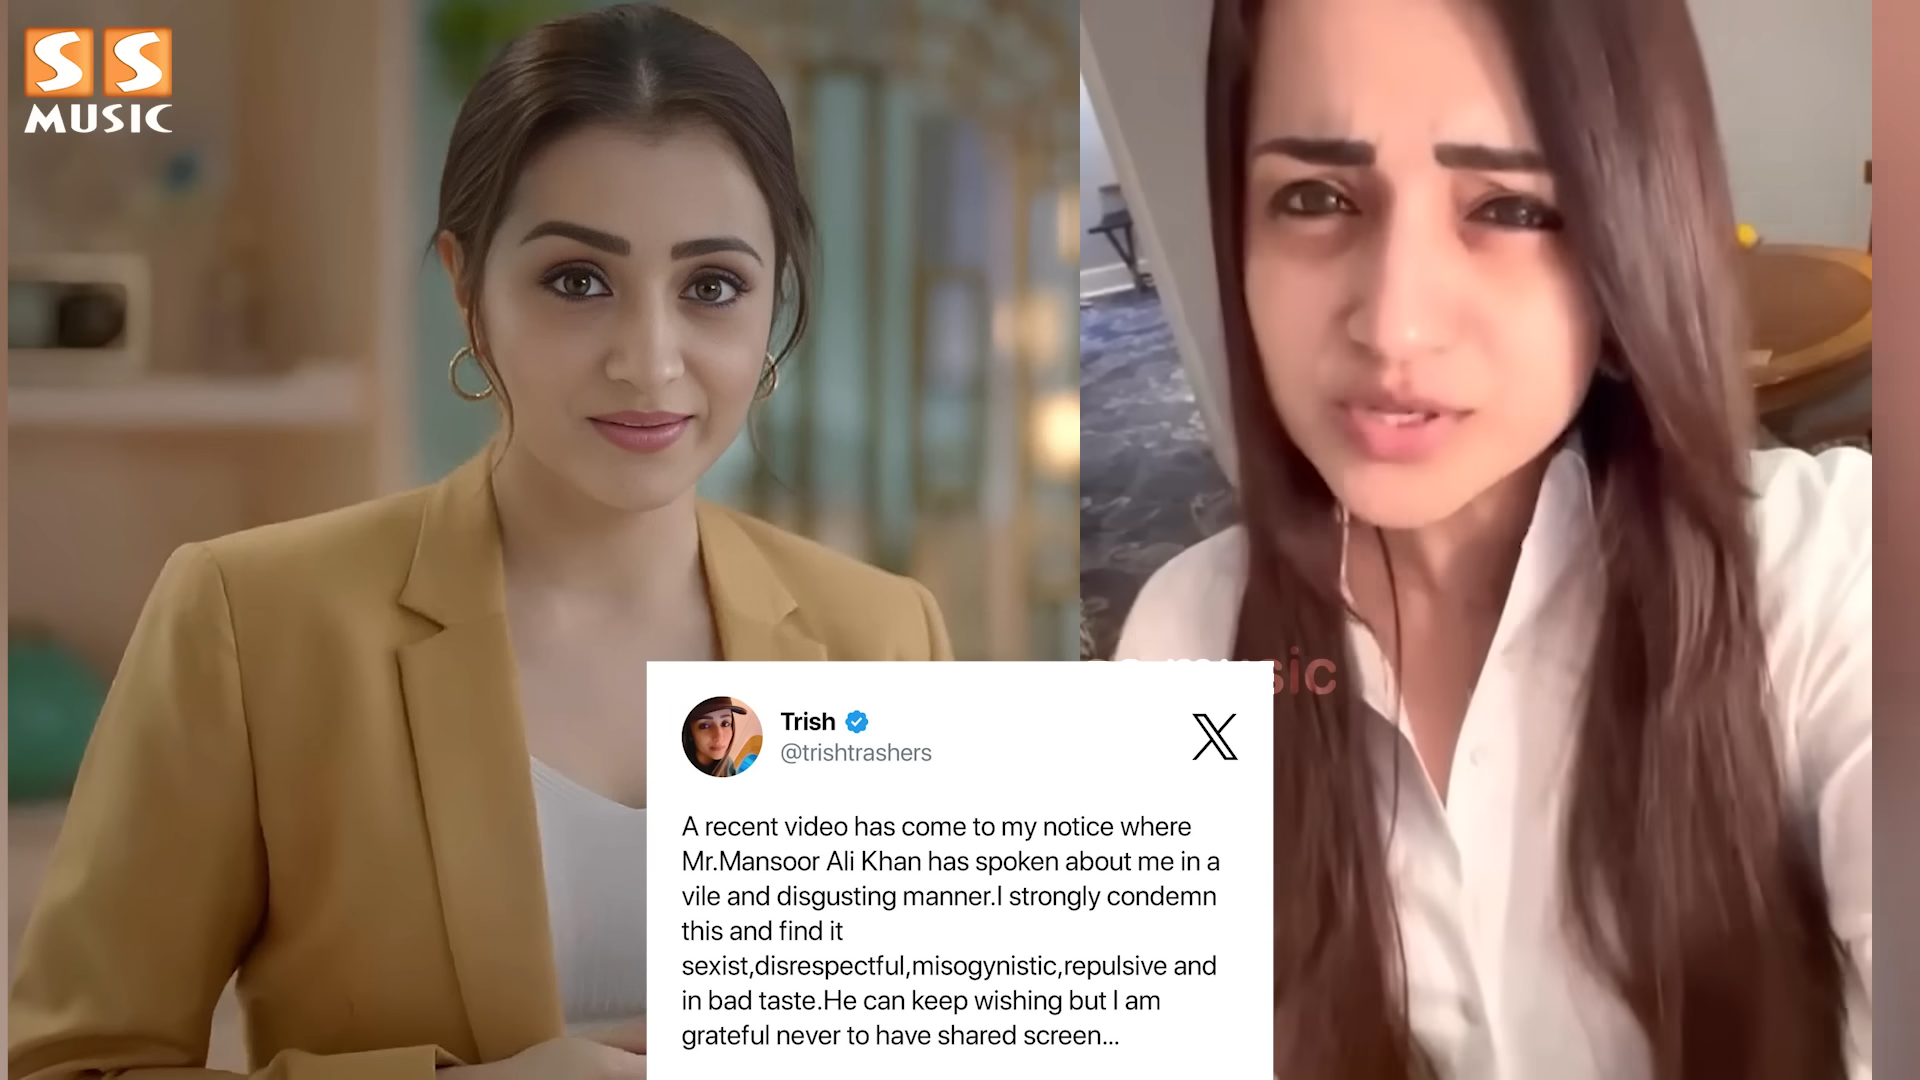 SS
MUSIC
Trish
@trishtrashers
A recent video has come to my notice where
Mr.Mansoor Ali Khan has spoken about me in a
vile and disgusting manner.I strongly condemn
this and find it
sexist,disrespectful,misogynistic,repulsive and
in bad taste.He can keep wishing but I am
grateful never to have shared screen...